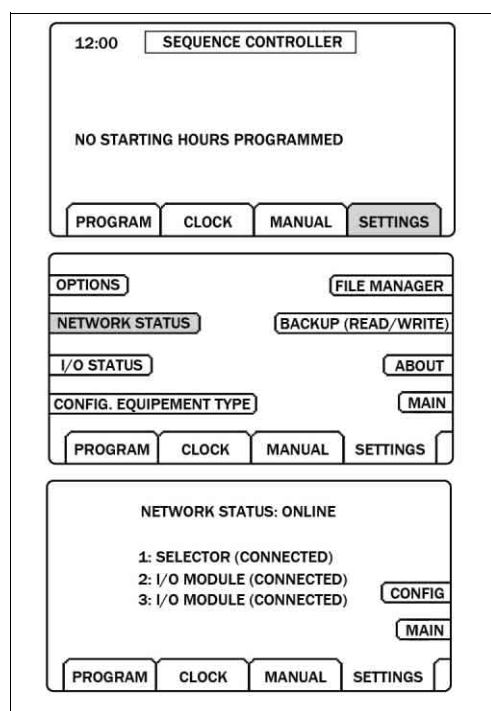 12:00 SEQUENCE CONTROLLER
NO STARTING HOURS PROGRAMMED
PROGRAM CLOCK MANUAL SETTINGS
OPTIONS FILE MANAGER
NETWORK STATUS BACKUP (READ/WRITE)
I/O STATUS ABOUT
CONFIG. EQUIPEMENT TYPE MAIN
PROGRAM CLOCK MANUAL SETTINGS
NETWORK STATUS: ONLINE
1: SELECTOR (CONNECTED)
2: I/O MODULE (CONNECTED)
3: I/O MODULE (CONNECTED)
CONFIG
MAIN
PROGRAM CLOCK MANUAL SETTINGS